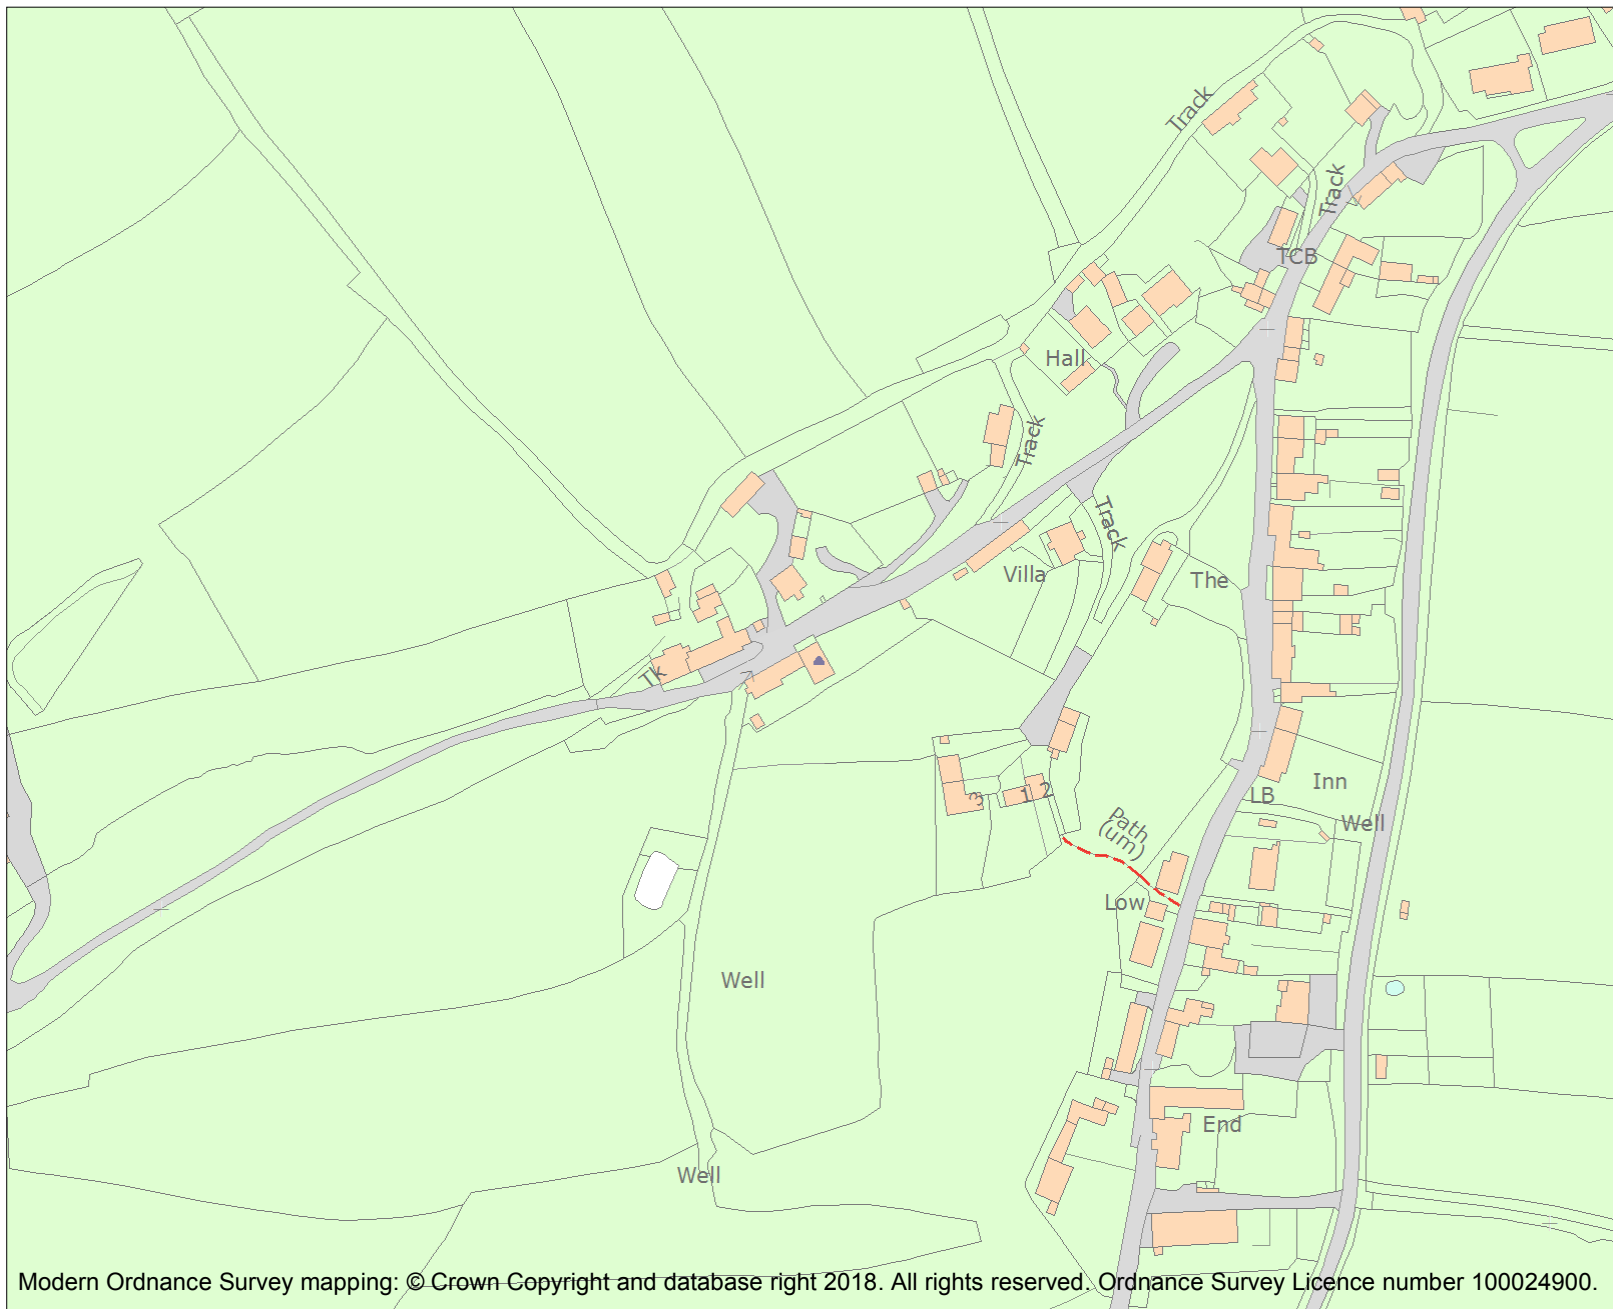 Track
Track
TCB
Hall
Track
Track
Villa
The
Tk
Inn
3
1
2
LB
Well
Path
(um)
Low
Well
End
Well
Modern Ordnance Survey mapping: © Crown Copyright and database right 2018. All rights reserved. Ordnance Survey Licence number 100024900.